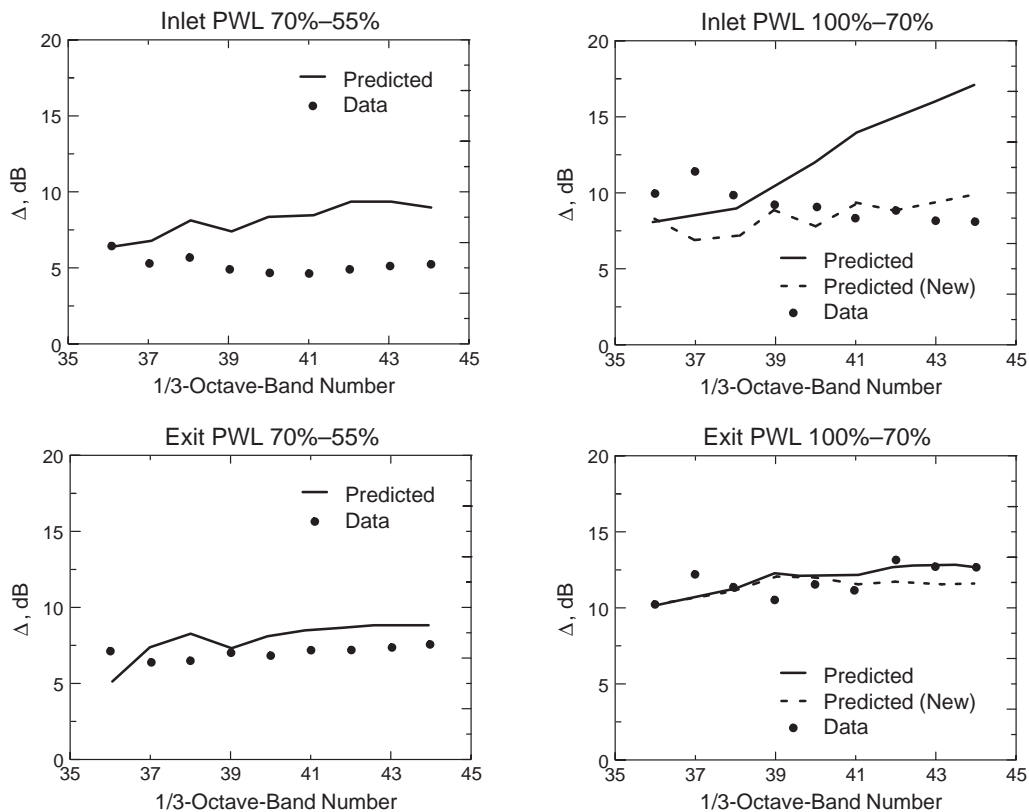 Inlet PWL 70%–55%
20
15
10
5
0
Δ, dB
Predicted
Data
35 37 39 41 43 45
1/3-Octave-Band Number
Inlet PWL 100%–70%
20
15
10
5
0
Δ, dB
Predicted
Predicted (New)
Data
35 37 39 41 43 45
1/3-Octave-Band Number
Exit PWL 70%–55%
20
15
10
5
0
Δ, dB
Predicted
Data
35 37 39 41 43 45
1/3-Octave-Band Number
Exit PWL 100%–70%
20
15
10
5
0
Δ, dB
Predicted
Predicted (New)
Data
35 37 39 41 43 45
1/3-Octave-Band Number